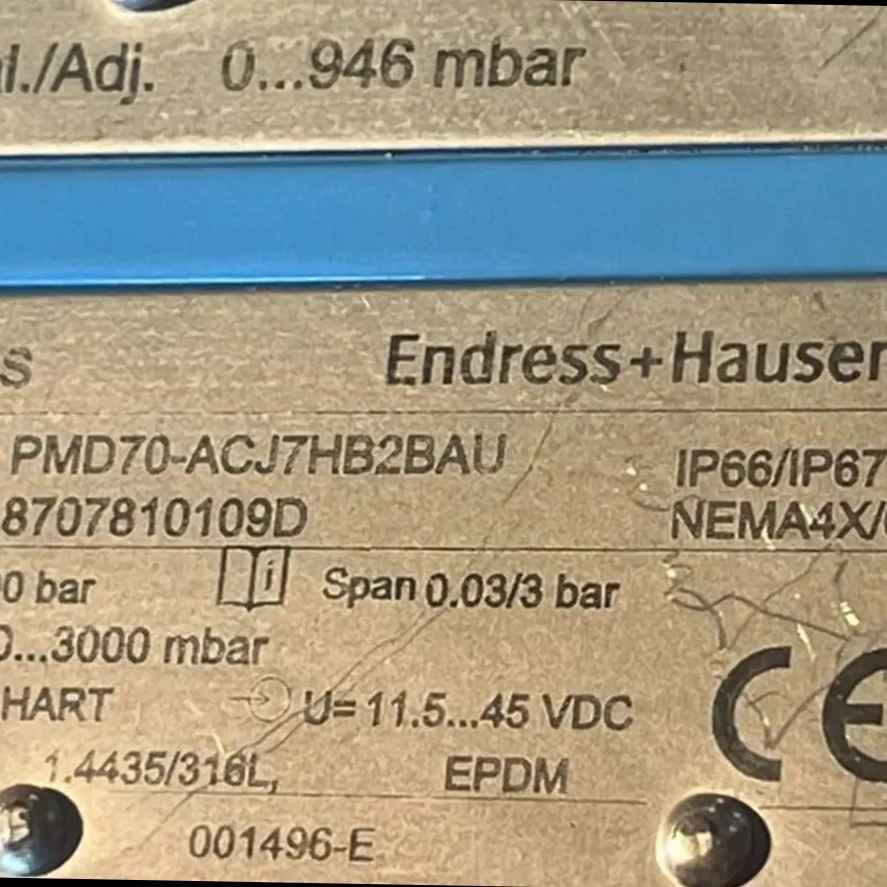 l./Adj. 0...946 mbar
s Endress+Hauser
PMD70-ACJ7HB2BAU IP66/IP67
8707810109D NEMA4X/
0 bar i Span 0.03/3 bar
0...3000 mbar
HART U= 11.5...45 VDC
CE
1.4435/316L, EPDM
001496-E